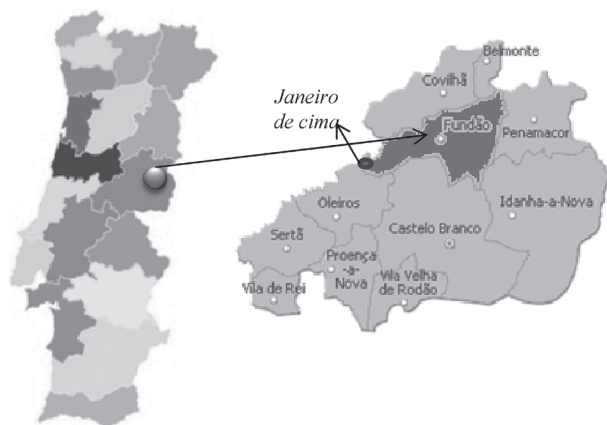 Belmonte
Covilhã
Janeiro
de cima
Fundão
Penamacor
Oleiros
Idanha-a-Nova
Sertã
Castelo Branco
Proença
-a-
Nova
Vila Velha
de Rodão
Vila de Rei